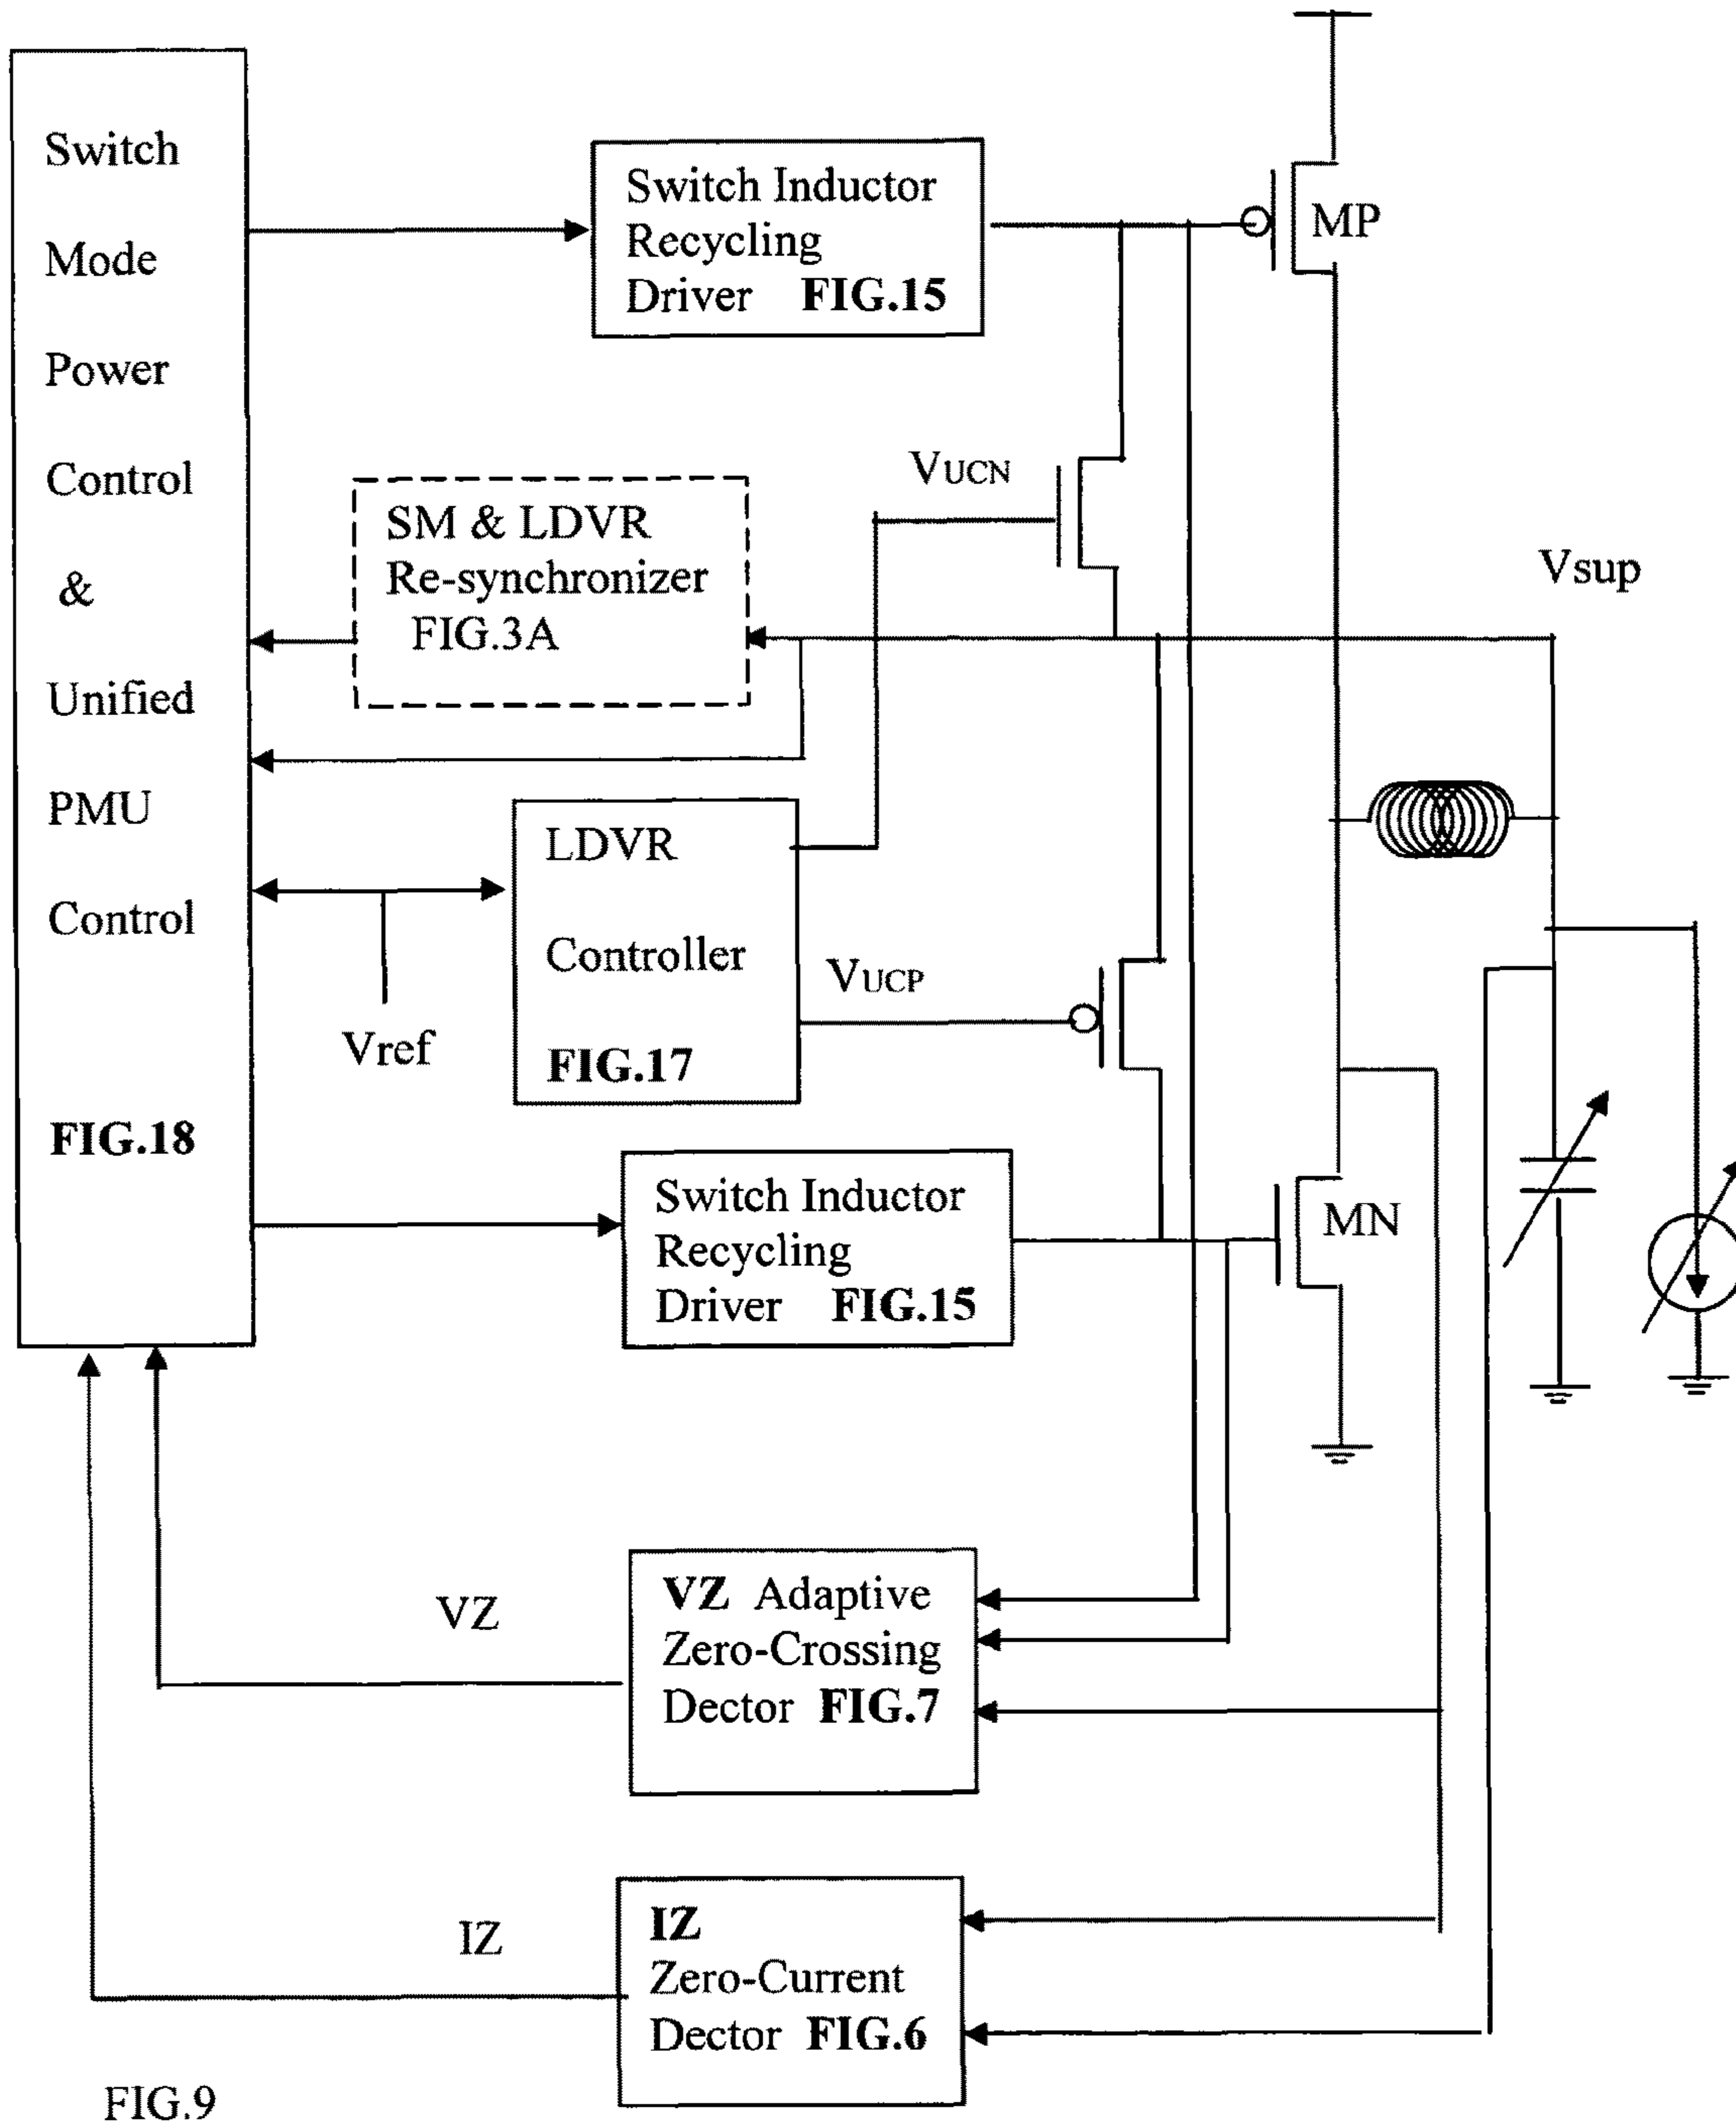 Switch
Mode
Power
Control
&
Unified
PMU
Control
FIG.18
Switch Inductor
Recycling
Driver FIG.15
MP
VUCN
SM & LDVR
Re-synchronizer
FIG.3A
Vsup
LDVR
Controller
FIG.17
Vref
VUCP
Switch Inductor
Recycling
Driver FIG.15
MN
VZ
VZ Adaptive
Zero-Crossing
Dector FIG.7
IZ
IZ
Zero-Current
Dector FIG.6
FIG.9